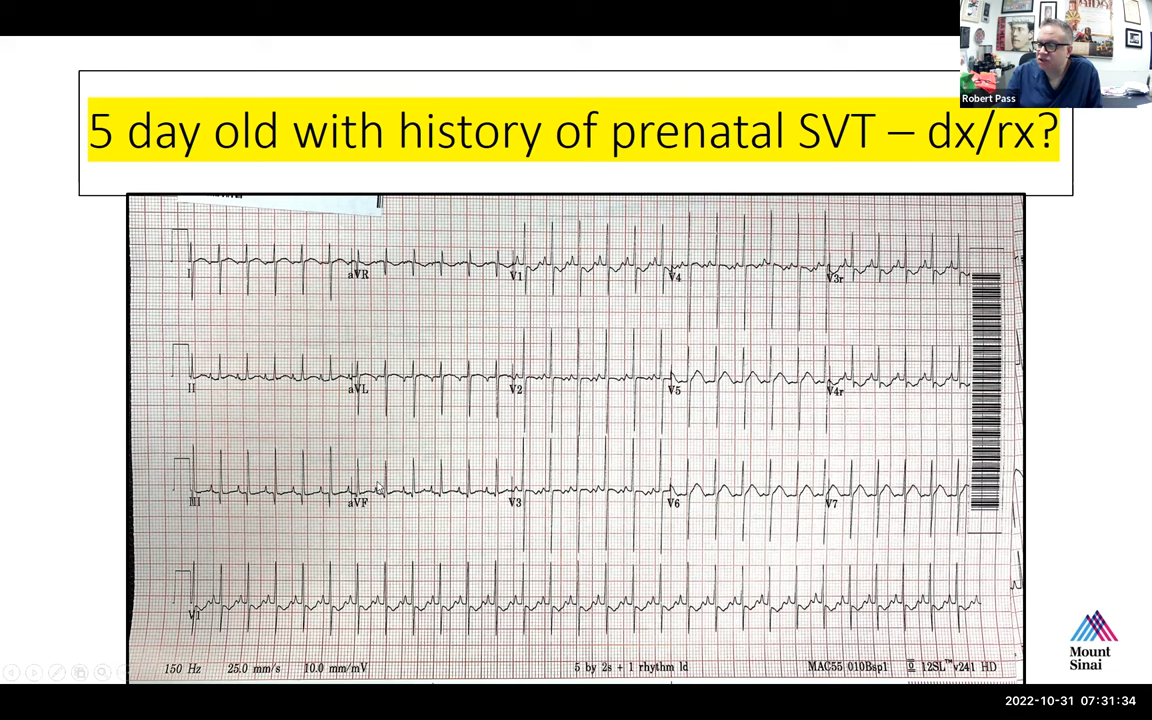 Robert Pass
5 day old with history of prenatal SVT – dx/rx?
I aVR V1 V4 V3r
II aVL V2 V5 V4r
III aVF V3 V6 V7
V1
150 Hz 25.0 mm/s 10.0 mm/mV 5 by 2s + 1 rhythm ld MAC55 010Bsp1 12SL™ v241 HD
Mount
Sinai
2022-10-31 07:31:34